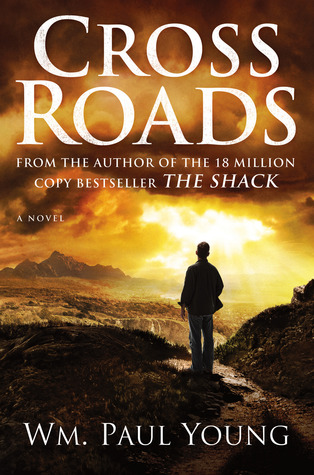 CROSS
ROADS
FROM THE AUTHOR OF THE 18 MILLION
COPY BESTSELLER THE SHACK
A NOVEL
WM. PAUL YOUNG